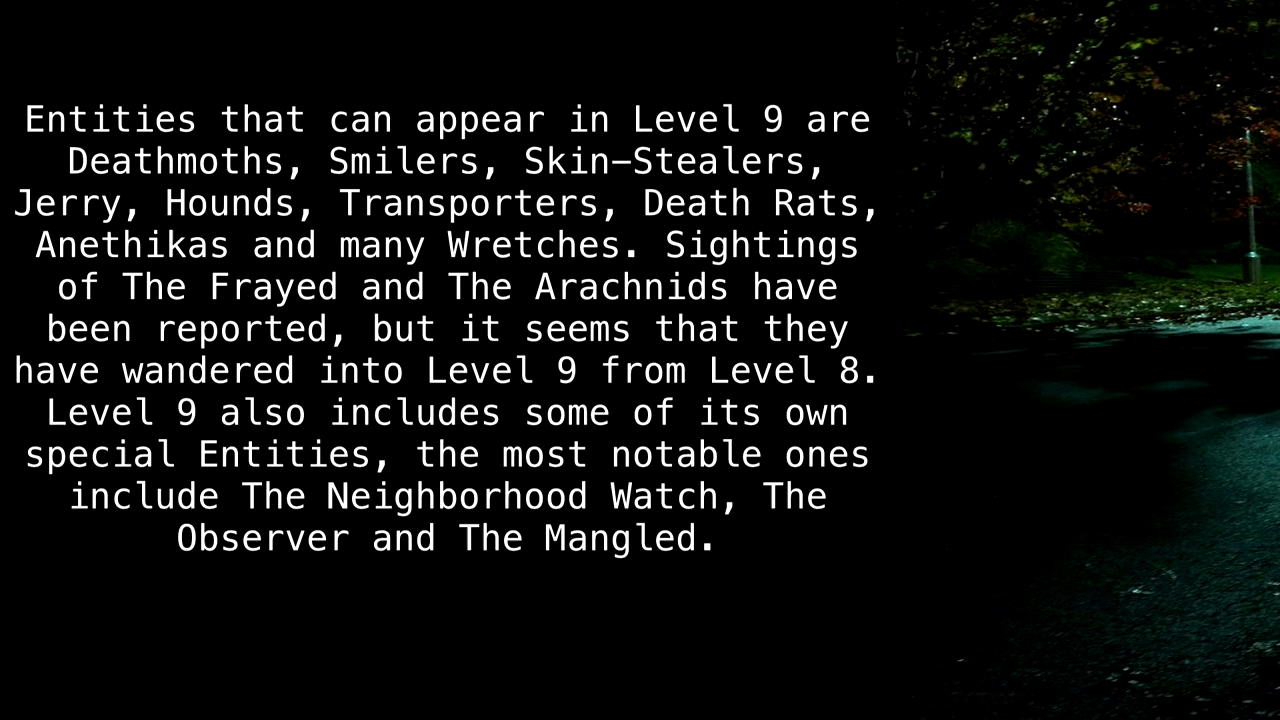 Entities that can appear in Level 9 are
Deathmoths, Smilers, Skin–Stealers,
Jerry, Hounds, Transporters, Death Rats,
Anethikas and many Wretches. Sightings
of The Frayed and The Arachnids have
been reported, but it seems that they
have wandered into Level 9 from Level 8.
Level 9 also includes some of its own
special Entities, the most notable ones
include The Neighborhood Watch, The
Observer and The Mangled.